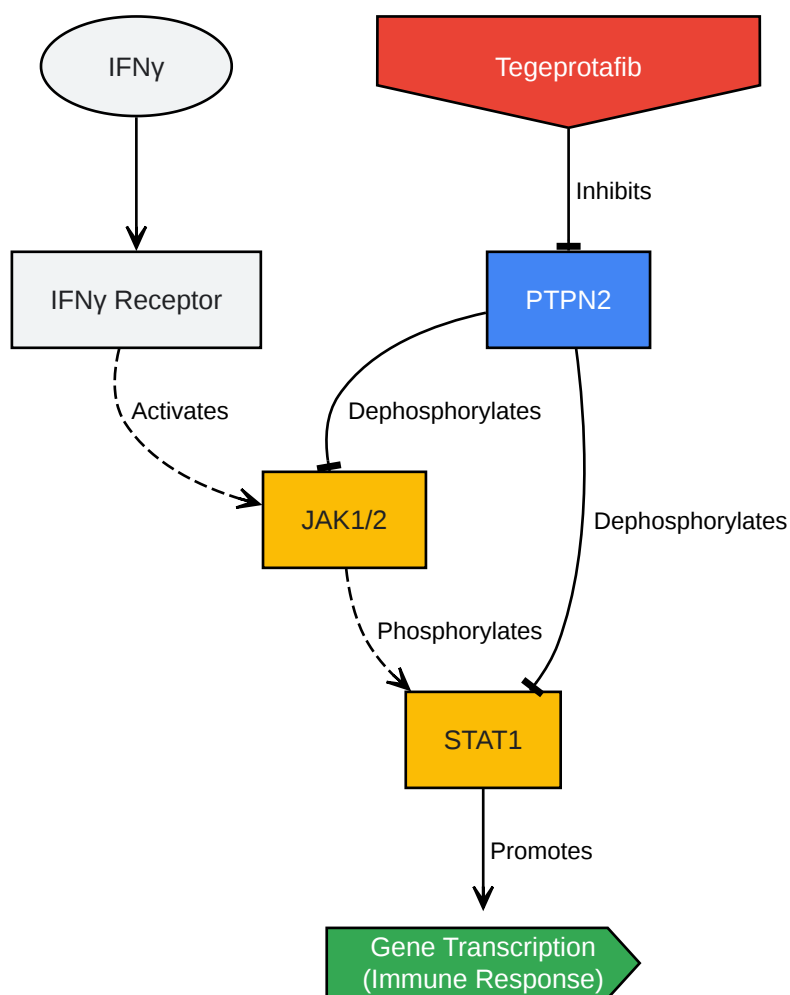 IFNγ
Tegeprotafib
Inhibits
IFNγ Receptor
PTPN2
Activates
Dephosphorylates
JAK1/2
Dephosphorylates
Phosphorylates
STAT1
Promotes
Gene Transcription
(Immune Response)